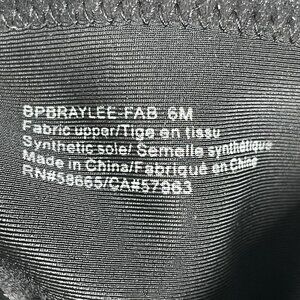 BPBRAYLEE-FAB 6M
Fabric upper/Tige en tissu
Synthetic sole/ Semelle synthétique
Made in China/Fabriqué en Chine
RN#58665/CA#57963